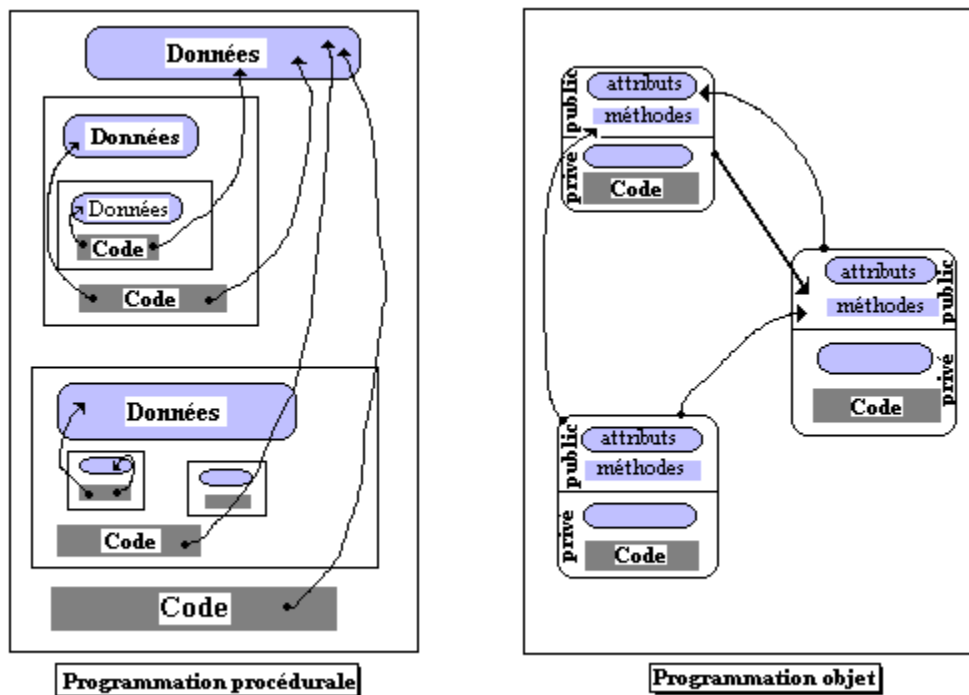 Données
Données
Données
Code
Code
Données
Code
Code
Programmation procédurale
public
attributs
méthodes
privé
Code
attributs
public
méthodes
privé
Code
public
attributs
méthodes
privé
Code
Programmation objet